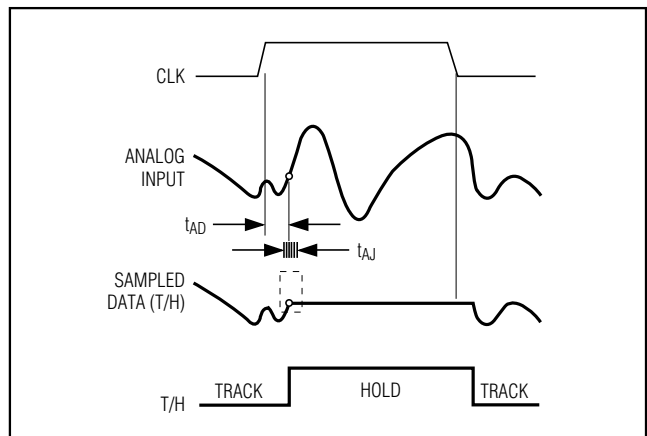 CLK
ANALOG
INPUT
tAD
tAJ
SAMPLED
DATA (T/H)
TRACK HOLD TRACK
T/H